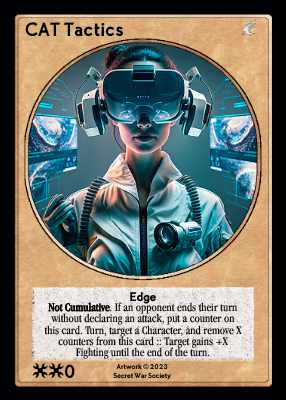 CAT Tactics
Edge
Not Cumulative. If an opponent ends their turn
without declaring an attack, put a counter on
this card. Turn, target a Character, and remove X
counters from this card :: Target gains +X
Fighting until the end of the turn.
Artwork © 2023
Secret War Society
0